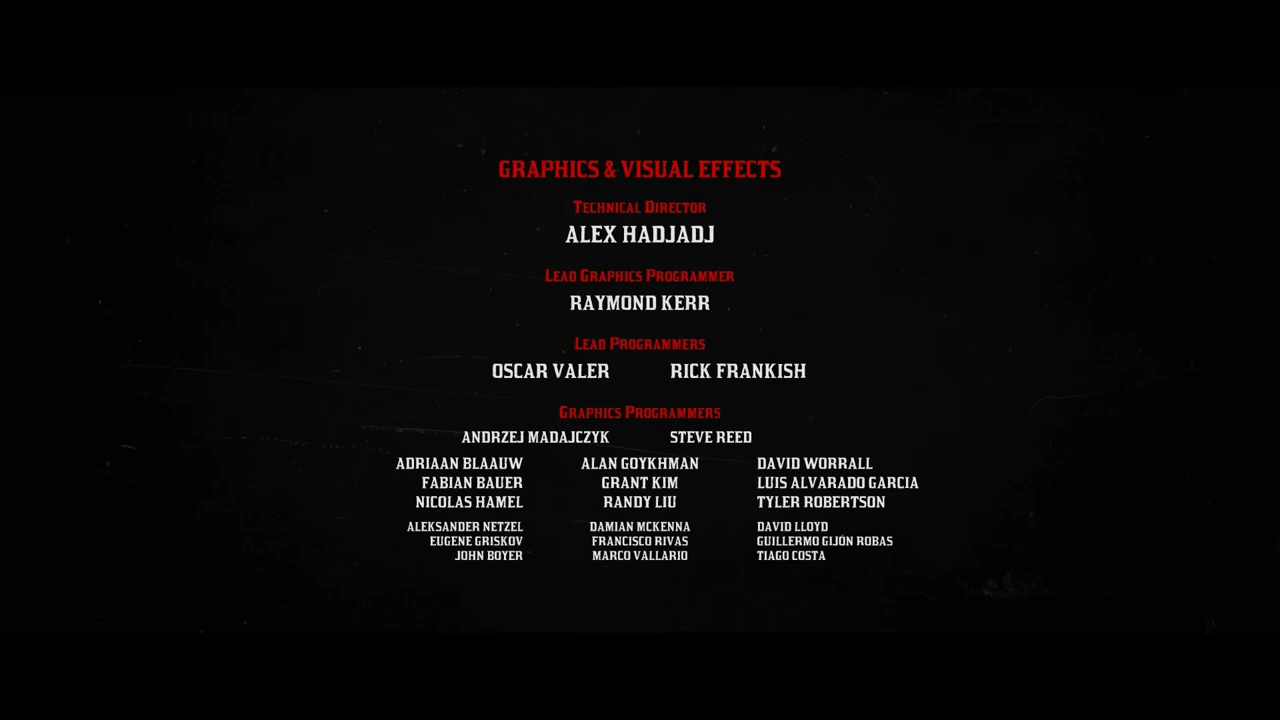 GRAPHICS & VISUAL EFFECTS
TECHNICAL DIRECTOR
ALEX HADJADJ
LEAD GRAPHICS PROGRAMMER
RAYMOND KERR
LEAD PROGRAMMERS
OSCAR VALER RICK FRANKISH
GRAPHICS PROGRAMMERS
ANDRZEJ MADAJCZYK STEVE REED
ADRIAAN BLAAUW ALAN GOYKHMAN DAVID WORRALL
FABIAN BAUER GRANT KIM LUIS ALVARADO GARCIA
NICOLAS HAMEL RANDY LIU TYLER ROBERTSON
ALEKSANDER NETZEL DAMIAN MCKENNA DAVID LLOYD
EUGENE GRISKOV FRANCISCO RIVAS GUILLERMO GIJÓN ROBAS
JOHN BOYER MARCO VALLARIO TIAGO COSTA